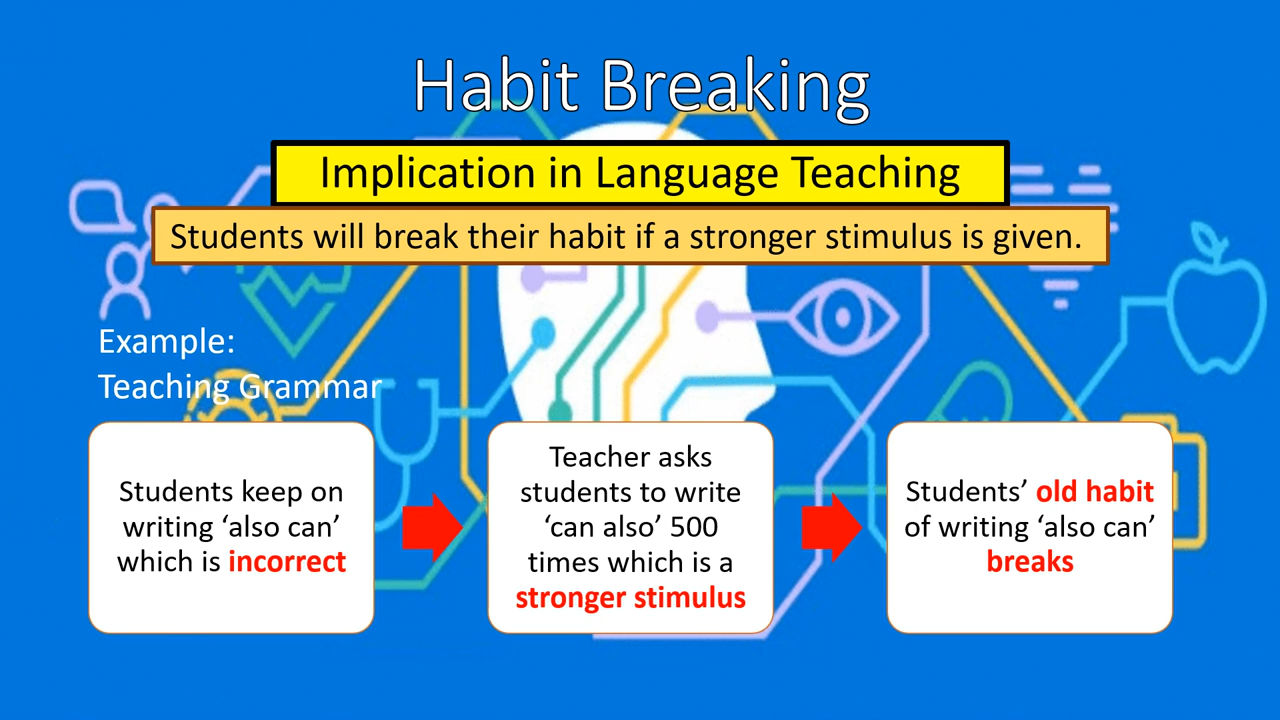 Habit Breaking
Implication in Language Teaching
Students will break their habit if a stronger stimulus is given.
Example:
Teaching Grammar
Students keep on
writing ‘also can’
which is incorrect
Teacher asks
students to write
‘can also’ 500
times which is a
stronger stimulus
Students’ old habit
of writing ‘also can’
breaks